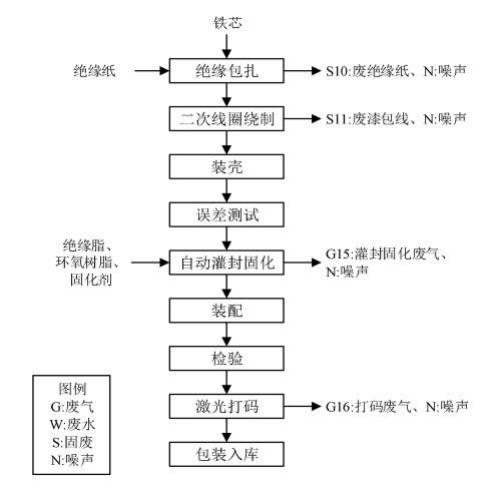 铁芯
绝缘纸
绝缘包扎
S10:废绝缘纸、N:噪声
二次线圈绕制
S11:废漆包线、N:噪声
装壳
误差测试
绝缘脂、
环氧树脂、
固化剂
自动灌封固化
G15:灌封固化废气、
N:噪声
装配
检验
激光打码
G16:打码废气、N:噪声
包装入库
图例
G:废气
W:废水
S:固废
N:噪声